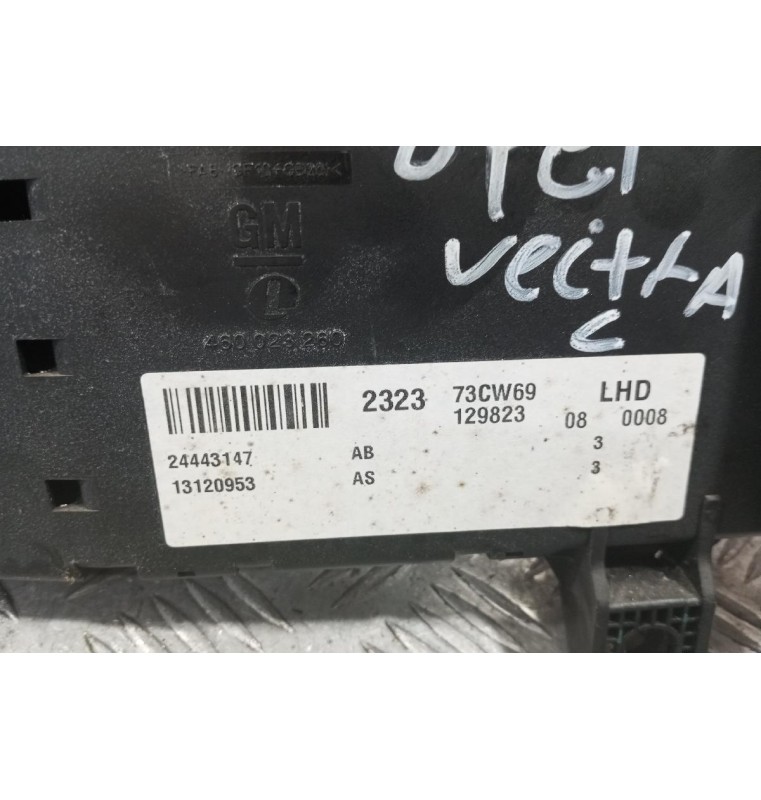 OPEL
VECTRA
C
GM
460.023.260
2323 73CW69 LHD
129823 08 0008
24443147 AB 3
13120953 AS 3